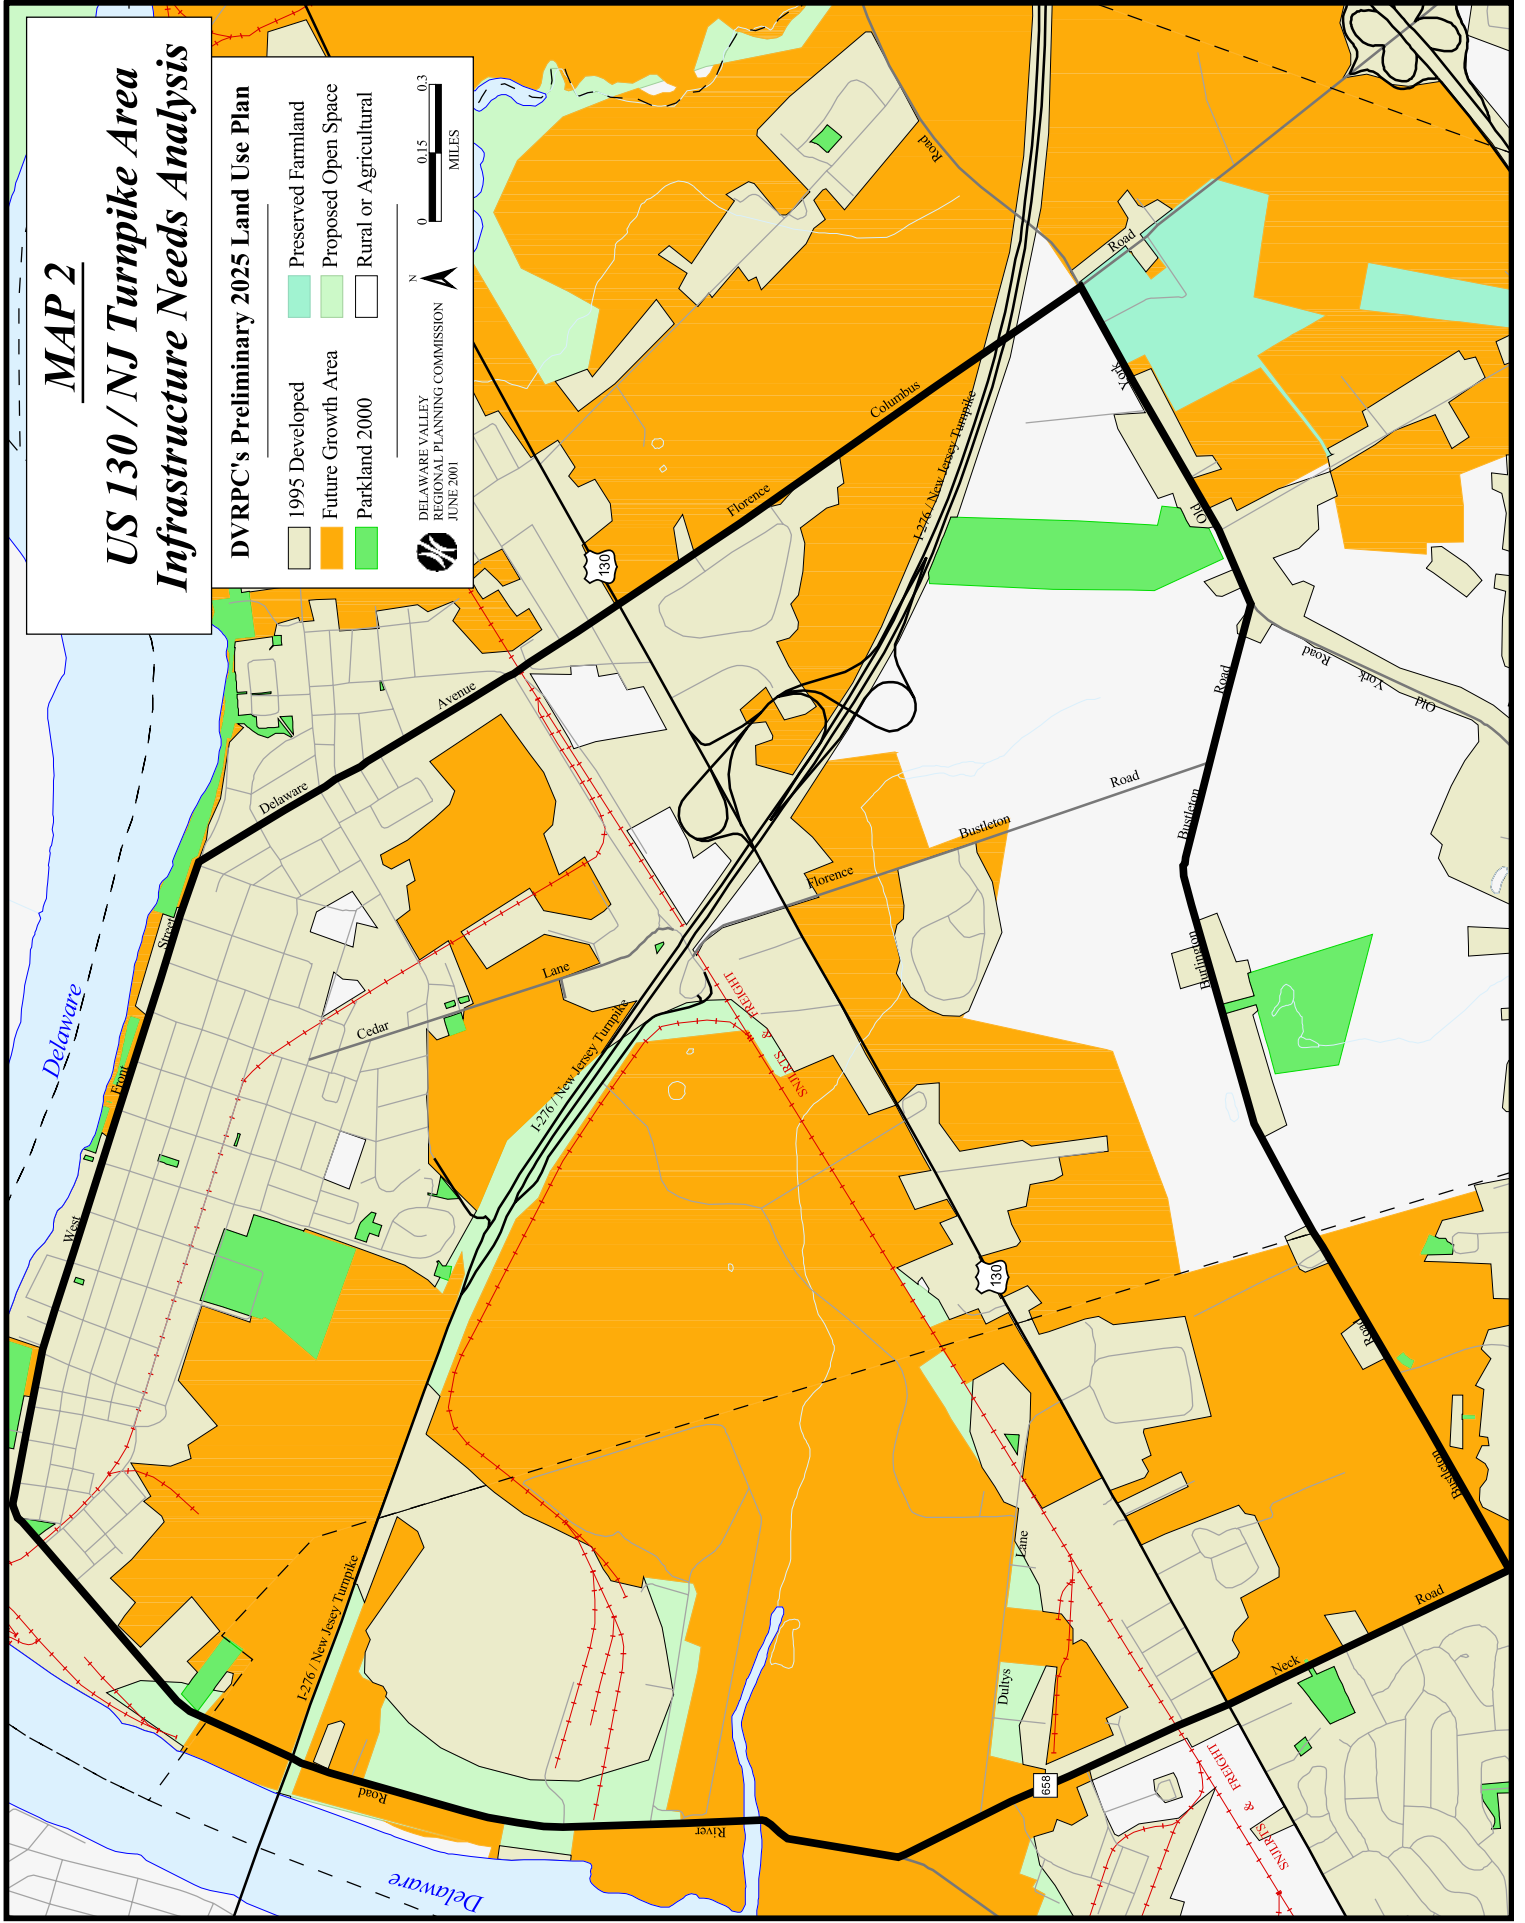 MAP 2
US 130 / NJ Turnpike Area
Infrastructure Needs Analysis
DVRPC's Preliminary 2025 Land Use Plan
1995 Developed
Future Growth Area
Parkland 2000
Preserved Farmland
Proposed Open Space
Rural or Agricultural
DELAWARE VALLEY
REGIONAL PLANNING COMMISSION
JUNE 2001
N
0
0.15
0.3
MILES
Delaware
Delaware
West
Front
Street
Delaware
Avenue
Florence
Columbus
Road
Road
York
Old
Road
York
Old
Road
Bustleton
Burlington
Road
Bustleton
Road
Neck
658
River
Road
I-276 / New Jesey Turnpike
I-276 / New Jersey Turnpike
I-276 / New Jersey Turnpike
Cedar
Lane
Florence
Bustleton
Road
130
130
SNJLRTS & FREIGHT
SNJLRTS & FREIGHT
Dultys
Lane